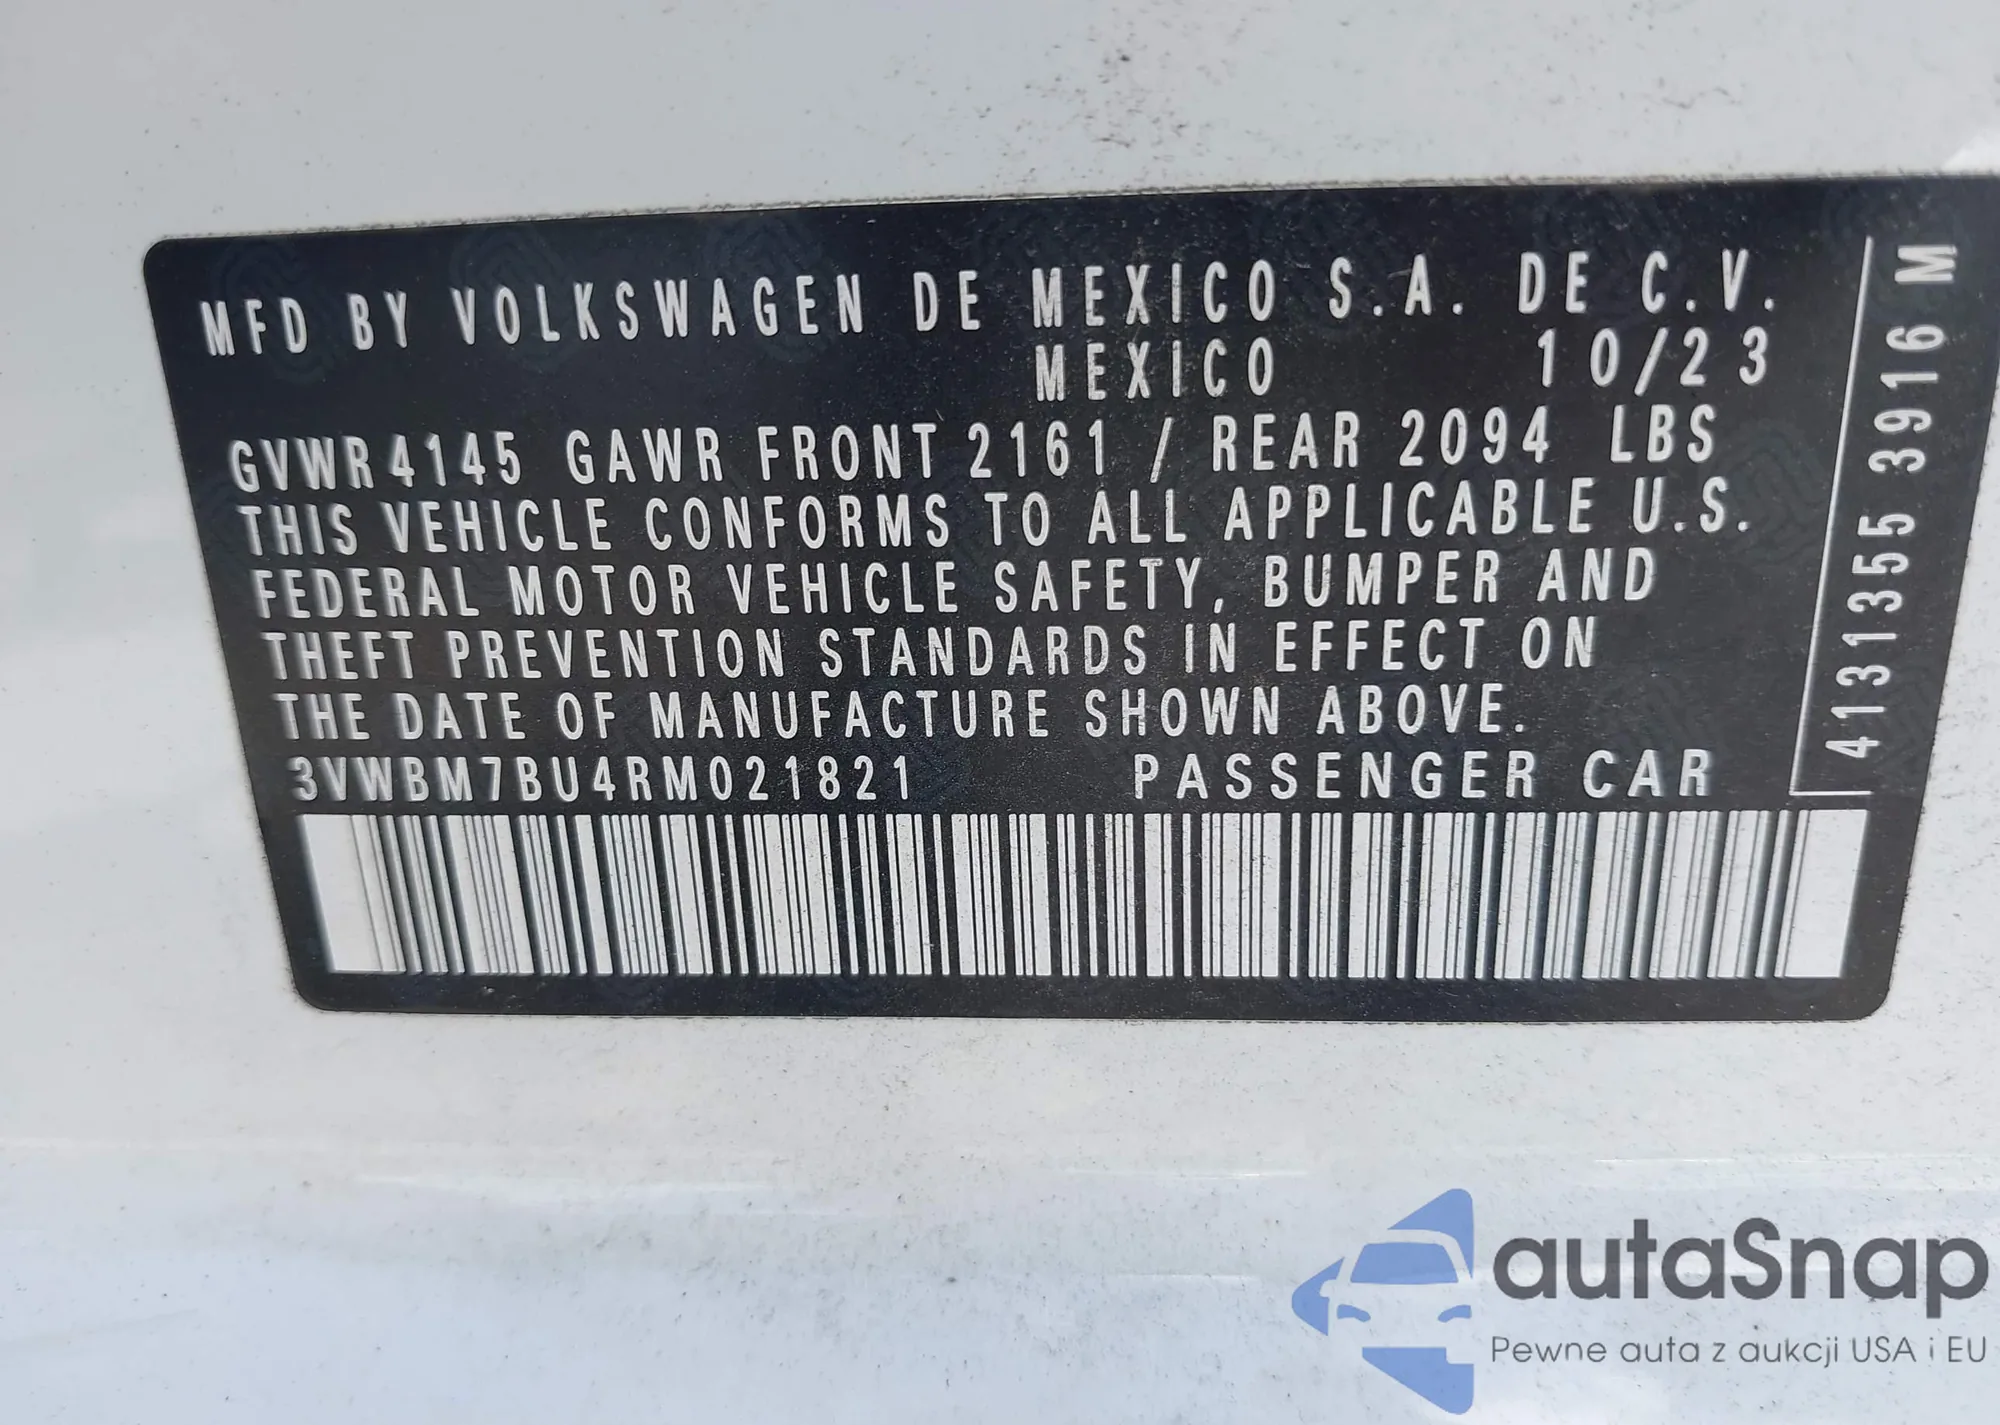 MFD BY VOLKSWAGEN DE MEXICO S.A. DE C.V.
MEXICO 10/23
GVWR 4145 GAWR FRONT 2161 / REAR 2094 LBS
THIS VEHICLE CONFORMS TO ALL APPLICABLE U.S.
FEDERAL MOTOR VEHICLE SAFETY, BUMPER AND
THEFT PREVENTION STANDARDS IN EFFECT ON
THE DATE OF MANUFACTURE SHOWN ABOVE.
3VWBM7BU4RM021821 PASSENGER CAR
4131355 3916 M
autaSnap
Pewne auta z aukcji USA i EU